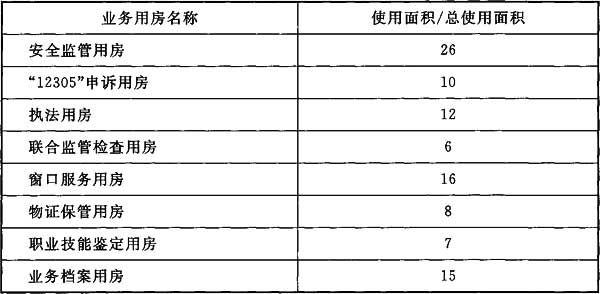 业务用房名称 使用面积/总使用面积
安全监管用房 26
“12305”申诉用房 10
执法用房 12
联合监管检查用房 6
窗口服务用房 16
物证保管用房 8
职业技能鉴定用房 7
业务档案用房 15